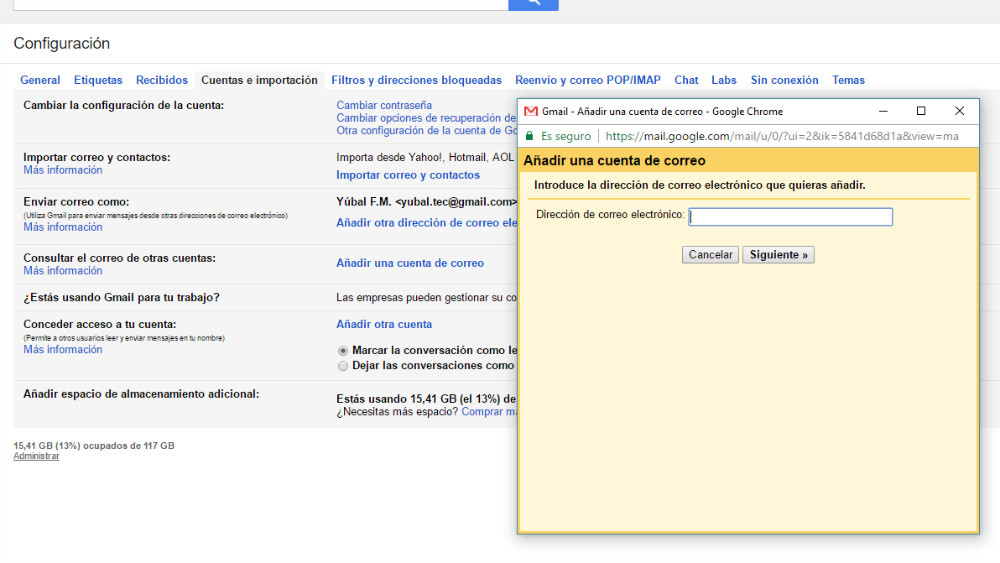 Configuración
General Etiquetas Recibidos Cuentas e importación Filtros y direcciones bloqueadas Reenvío y correo POP/IMAP Chat Labs Sin conexión Temas
Cambiar la configuración de la cuenta:
Cambiar contraseña
Cambiar opciones de recuperación de
Otra configuración de la cuenta de Go
Importar correo y contactos:
Más información
Importa desde Yahoo!, Hotmail, AOL
Importar correo y contactos
Enviar correo como:
(Utiliza Gmail para enviar mensajes desde otras direcciones de correo electrónico)
Más información
Yúbal F.M. <yubal.tec@gmail.com>
Añadir otra dirección de correo ele
Consultar el correo de otras cuentas:
Más información
Añadir una cuenta de correo
¿Estás usando Gmail para tu trabajo?
Las empresas pueden gestionar su co
Conceder acceso a tu cuenta:
(Permite a otros usuarios leer y enviar mensajes en tu nombre)
Más información
Añadir otra cuenta
Marcar la conversación como le
Dejar las conversaciones como
Añadir espacio de almacenamiento adicional:
Estás usando 15,41 GB (el 13%) de
¿Necesitas más espacio? Comprar má
15,41 GB (13%) ocupados de 117 GB
Administrar
Gmail - Añadir una cuenta de correo - Google Chrome
Es seguro https://mail.google.com/mail/u/0/?ui=2&ik=5841d68d1a&view=ma
Añadir una cuenta de correo
Introduce la dirección de correo electrónico que quieras añadir.
Dirección de correo electrónico:
Cancelar Siguiente »